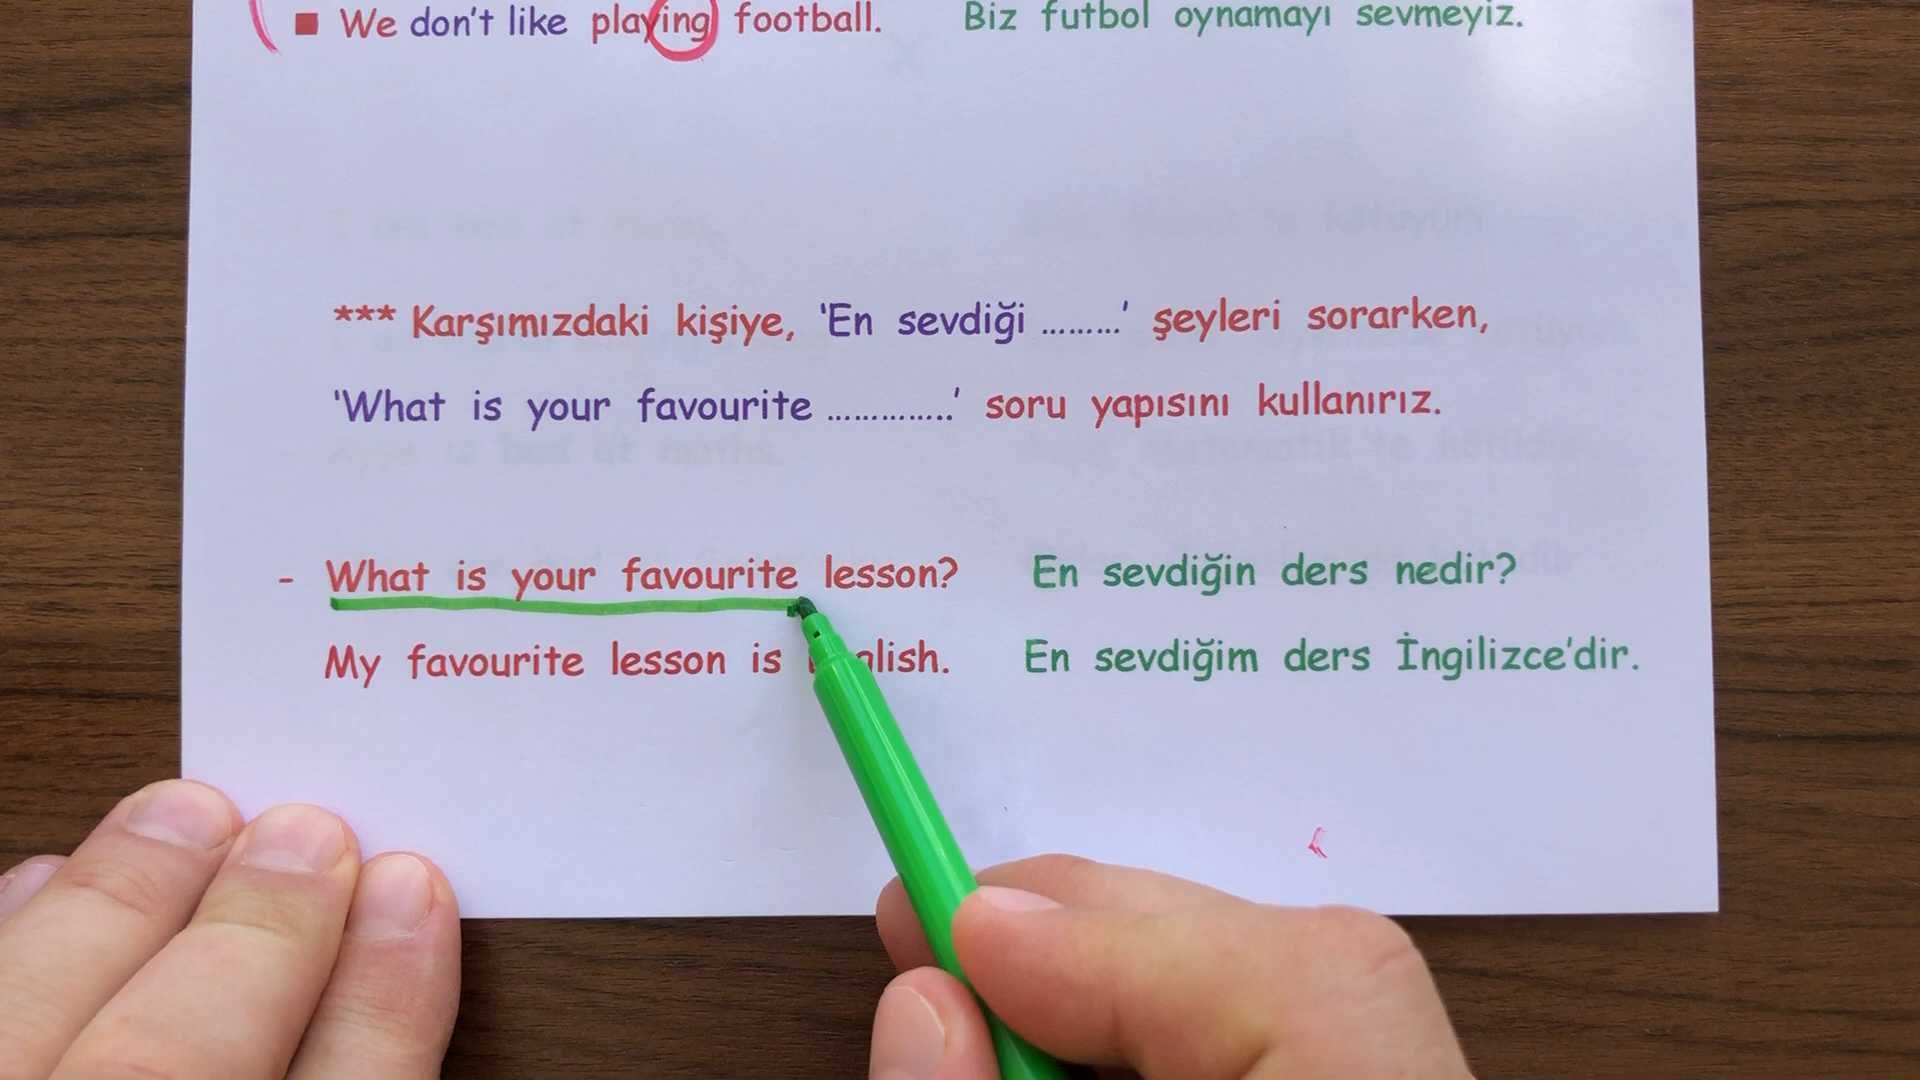 ■ We don't like playing football. Biz futbol oynamayı sevmeyiz.
*** Karşımızdaki kişiye, 'En sevdiği .........' şeyleri sorarken,
'What is your favourite ..............' soru yapısını kullanırız.
- What is your favourite lesson? En sevdiğin ders nedir?
My favourite lesson is English. En sevdiğim ders İngilizce'dir.